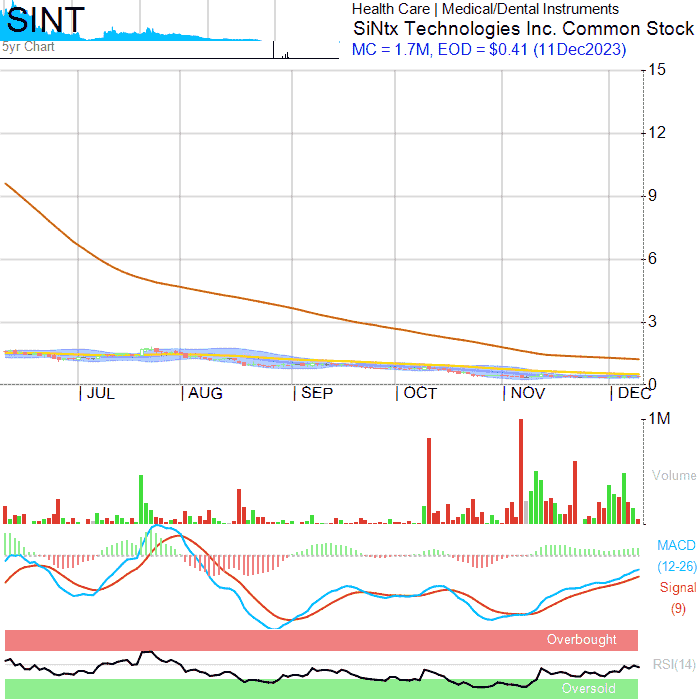 SINT
5yr Chart
Health Care | Medical/Dental Instruments
SiNtx Technologies Inc. Common Stock
MC = 1.7M, EOD = $0.41 (11Dec2023)
15
12
9
6
3
0
JUL AUG SEP OCT NOV DEC
1M
Volume
MACD
(12-26)
Signal
(9)
Overbought
RSI(14)
Oversold